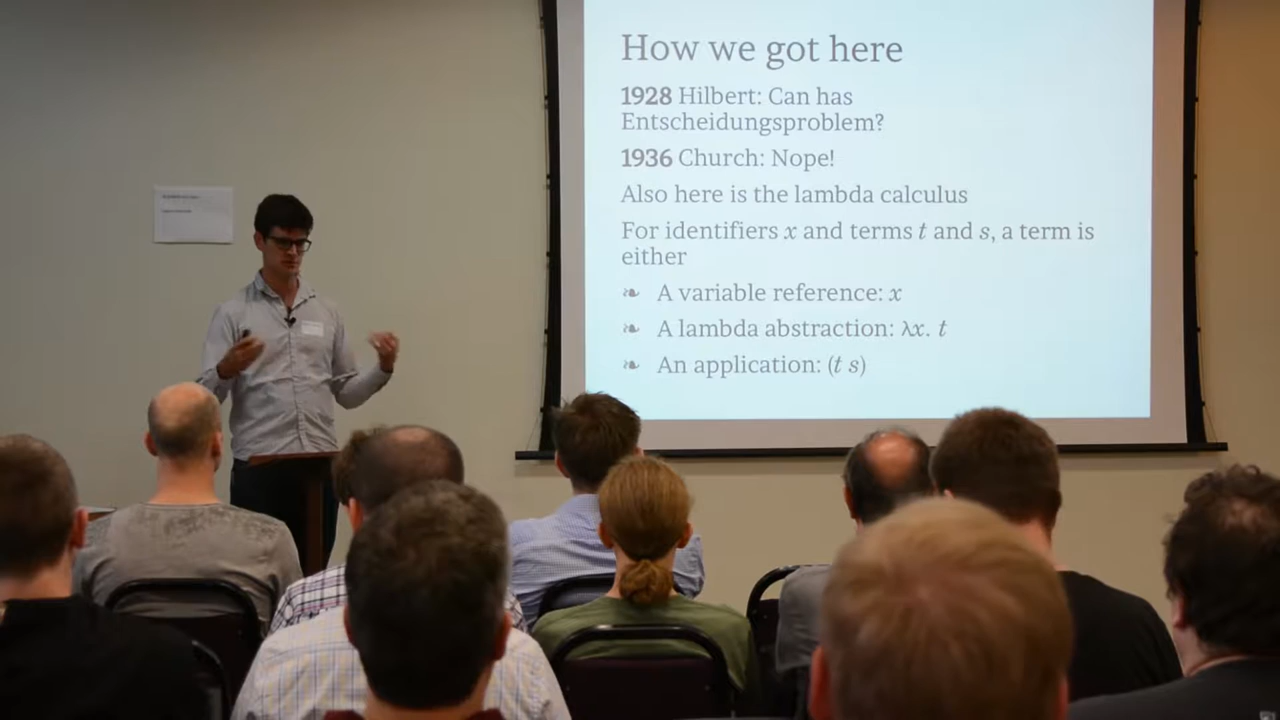 How we got here
1928 Hilbert: Can has
Entscheidungsproblem?
1936 Church: Nope!
Also here is the lambda calculus
For identifiers x and terms t and s, a term is
either
❧ A variable reference: x
❧ A lambda abstraction: λx. t
❧ An application: (t s)